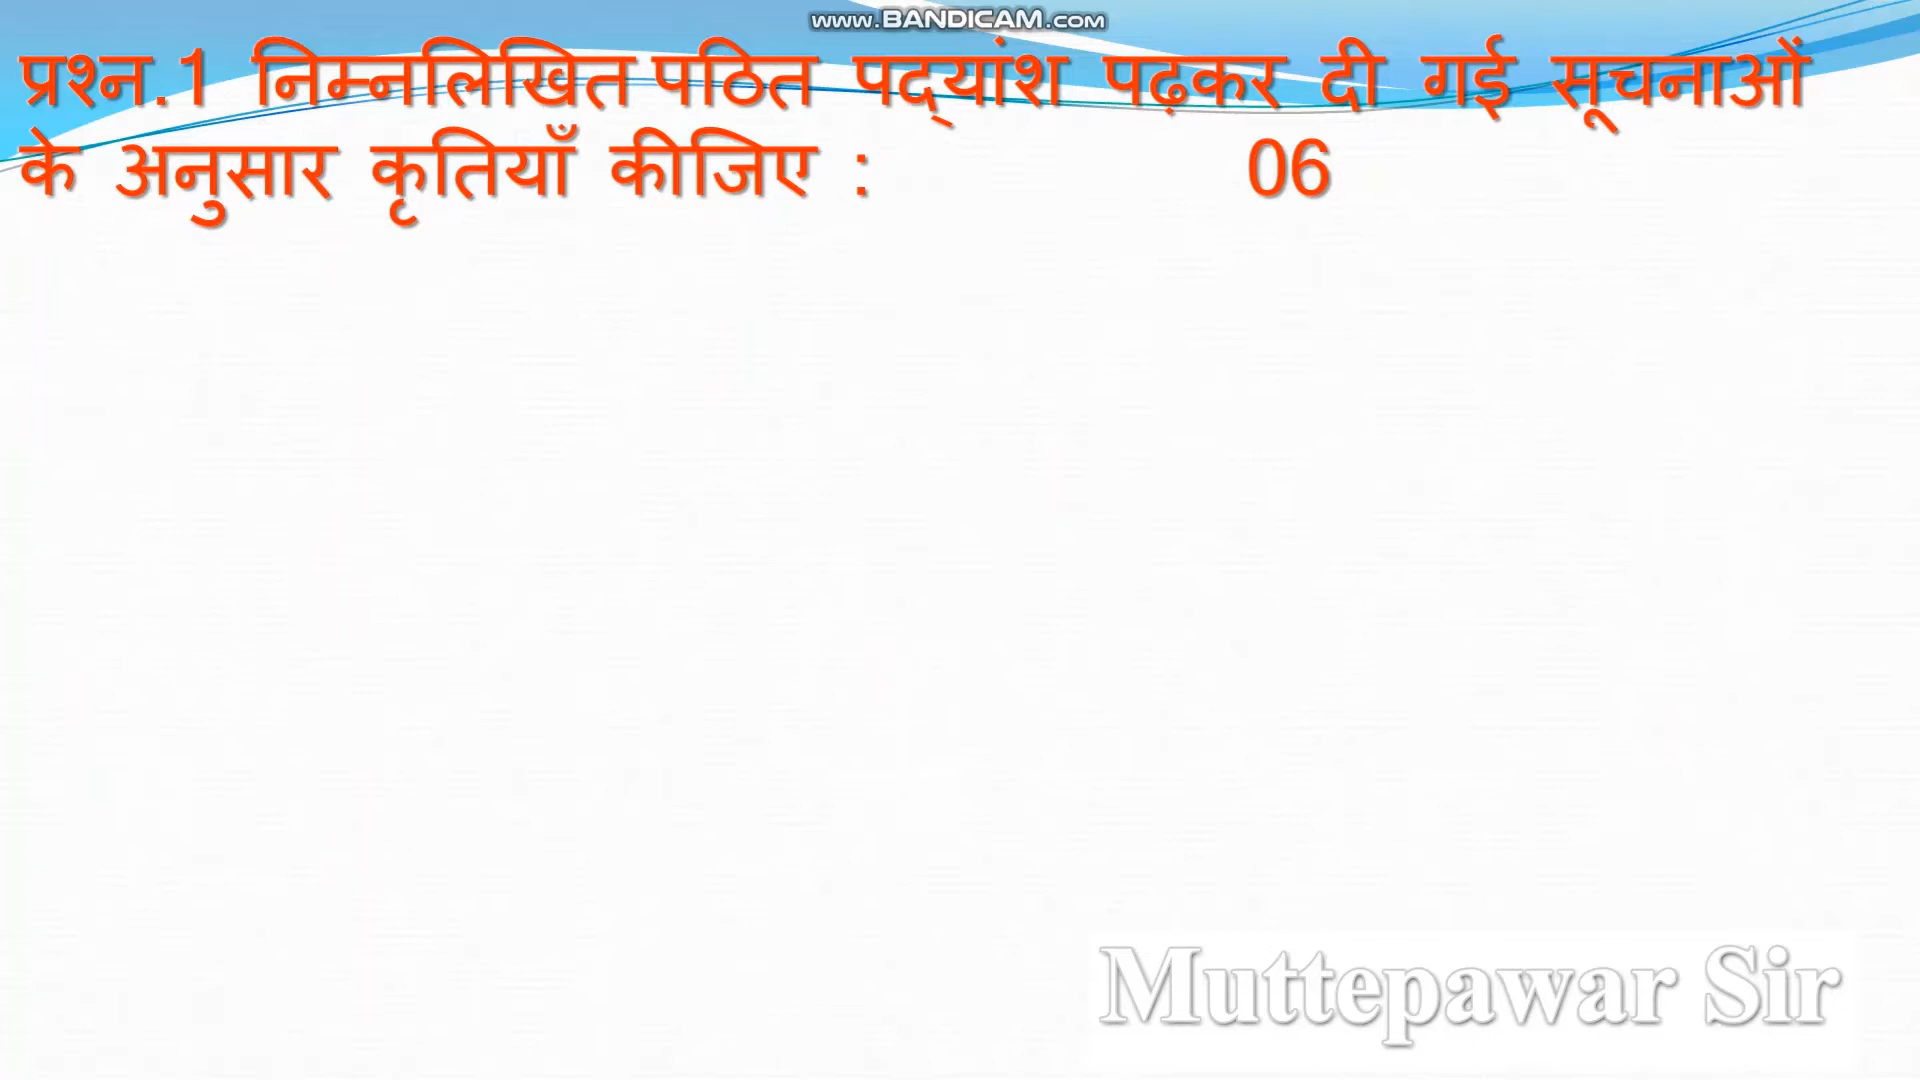 www.BANDICAM.com
प्रश्न.1 निम्नलिखित पठित पद्‌यांश पढ़कर दी गई सूचनाओं
के अनुसार कृतियाँ कीजिए : 06
Muttepawar Sir